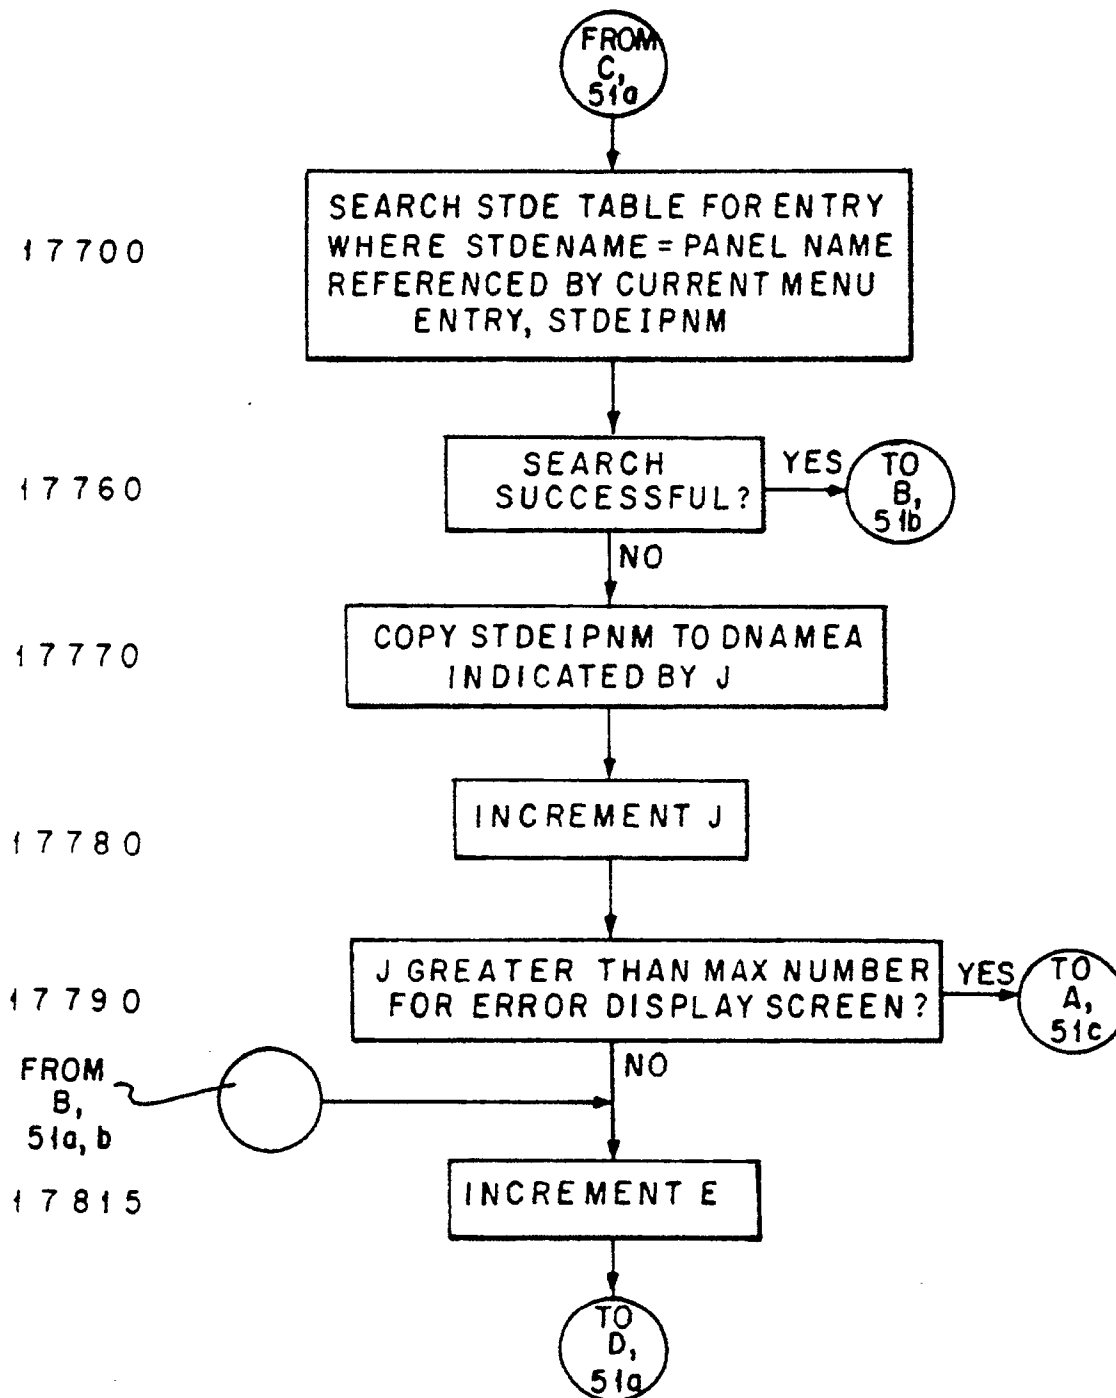 FROM
C,
51a
SEARCH STDE TABLE FOR ENTRY
WHERE STDENAME = PANEL NAME
REFERENCED BY CURRENT MENU
ENTRY, STDEIPNM
17700
SEARCH
SUCCESSFUL?
YES
TO
B,
51b
17760
NO
COPY STDEIPNM TO DNAMEA
INDICATED BY J
17770
INCREMENT J
17780
J GREATER THAN MAX NUMBER
FOR ERROR DISPLAY SCREEN?
YES
TO
A,
51c
17790
NO
FROM
B,
51a, b
INCREMENT E
17815
TO
D,
51a